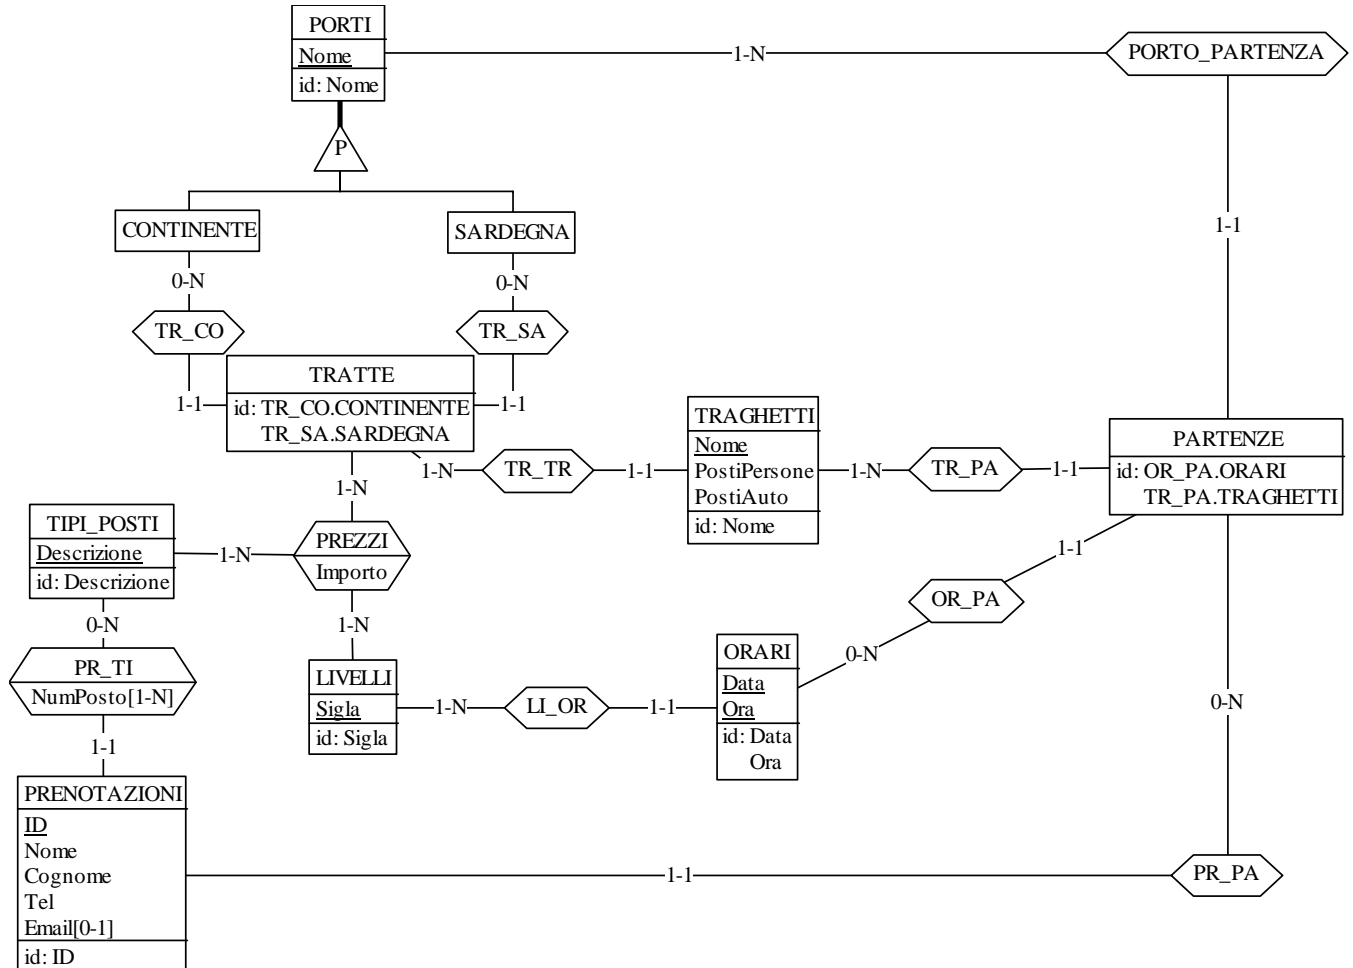 PORTI
Nome
id: Nome
1-N
PORTO_PARTENZA
P
CONTINENTE
SARDEGNA
1-1
0-N
0-N
TR_CO
TR_SA
TRATTE
id: TR_CO.CONTINENTE
TR_SA.SARDEGNA
1-1
1-1
TRAGHETTI
Nome
PostiPersone
PostiAuto
id: Nome
PARTENZE
id: OR_PA.ORARI
TR_PA.TRAGHETTI
1-N
TR_TR
1-1
1-N
TR_PA
1-1
1-N
TIPI_POSTI
Descrizione
id: Descrizione
1-N
PREZZI
Importo
1-1
OR_PA
0-N
1-N
0-N
PR_TI
NumPosto[1-N]
LIVELLI
Sigla
id: Sigla
1-N
LI_OR
1-1
ORARI
Data
Ora
id: Data
Ora
0-N
1-1
PRENOTAZIONI
ID
Nome
Cognome
Tel
Email[0-1]
id: ID
1-1
PR_PA